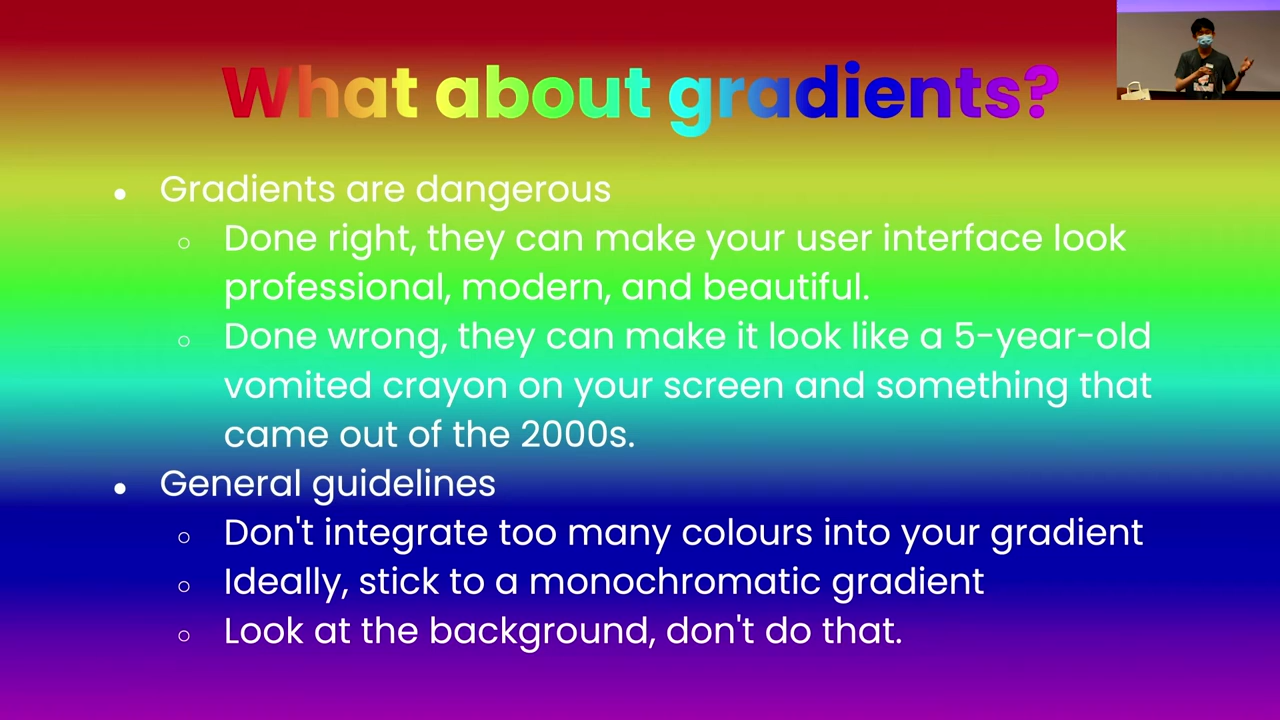 What about gradients?
● Gradients are dangerous
○ Done right, they can make your user interface look
professional, modern, and beautiful.
○ Done wrong, they can make it look like a 5-year-old
vomited crayon on your screen and something that
came out of the 2000s.
● General guidelines
○ Don't integrate too many colours into your gradient
○ Ideally, stick to a monochromatic gradient
○ Look at the background, don't do that.